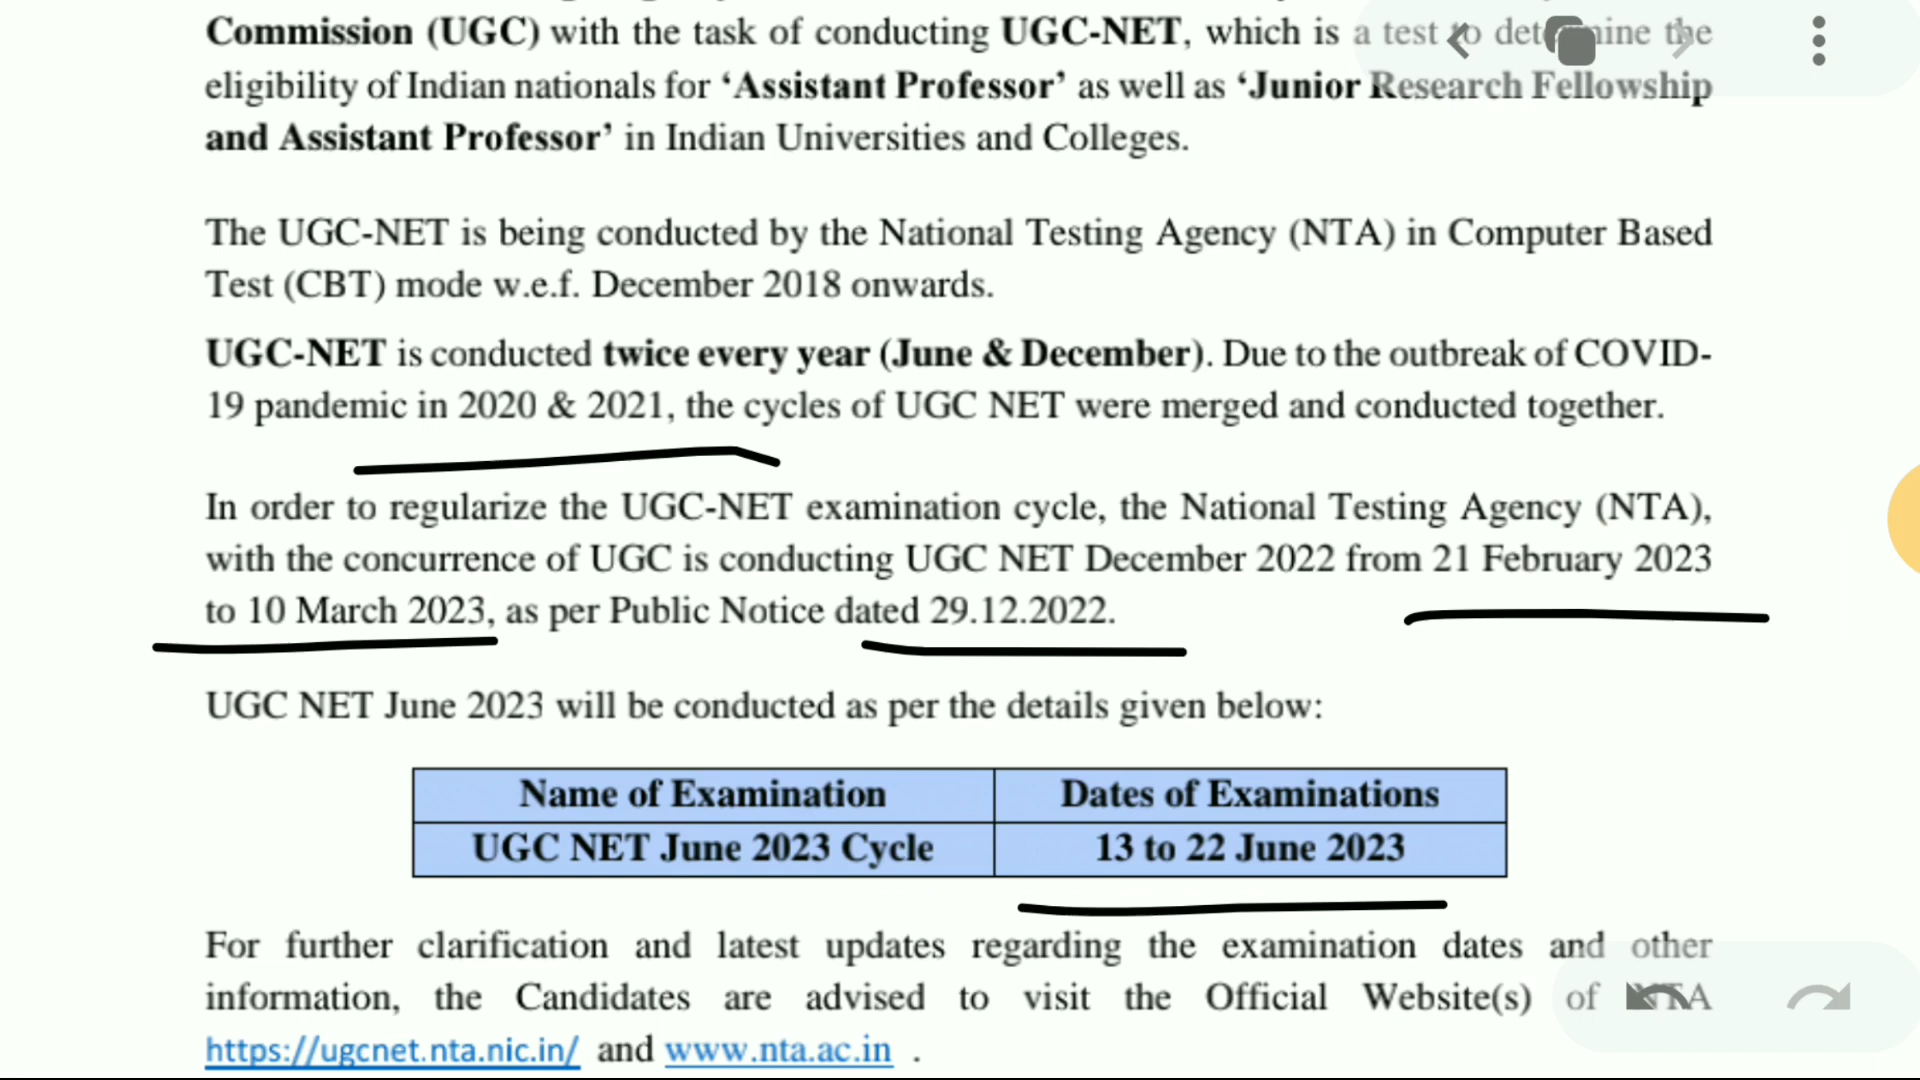 Commission (UGC) with the task of conducting UGC-NET, which is a test to determine the
eligibility of Indian nationals for ‘Assistant Professor’ as well as ‘Junior Research Fellowship
and Assistant Professor’ in Indian Universities and Colleges.
The UGC-NET is being conducted by the National Testing Agency (NTA) in Computer Based
Test (CBT) mode w.e.f. December 2018 onwards.
UGC-NET is conducted twice every year (June & December). Due to the outbreak of COVID-
19 pandemic in 2020 & 2021, the cycles of UGC NET were merged and conducted together.
In order to regularize the UGC-NET examination cycle, the National Testing Agency (NTA),
with the concurrence of UGC is conducting UGC NET December 2022 from 21 February 2023
to 10 March 2023, as per Public Notice dated 29.12.2022.
UGC NET June 2023 will be conducted as per the details given below:
Name of Examination Dates of Examinations
UGC NET June 2023 Cycle 13 to 22 June 2023
For further clarification and latest updates regarding the examination dates and other
information, the Candidates are advised to visit the Official Website(s) of NTA
https://ugcnet.nta.nic.in/ and www.nta.ac.in .